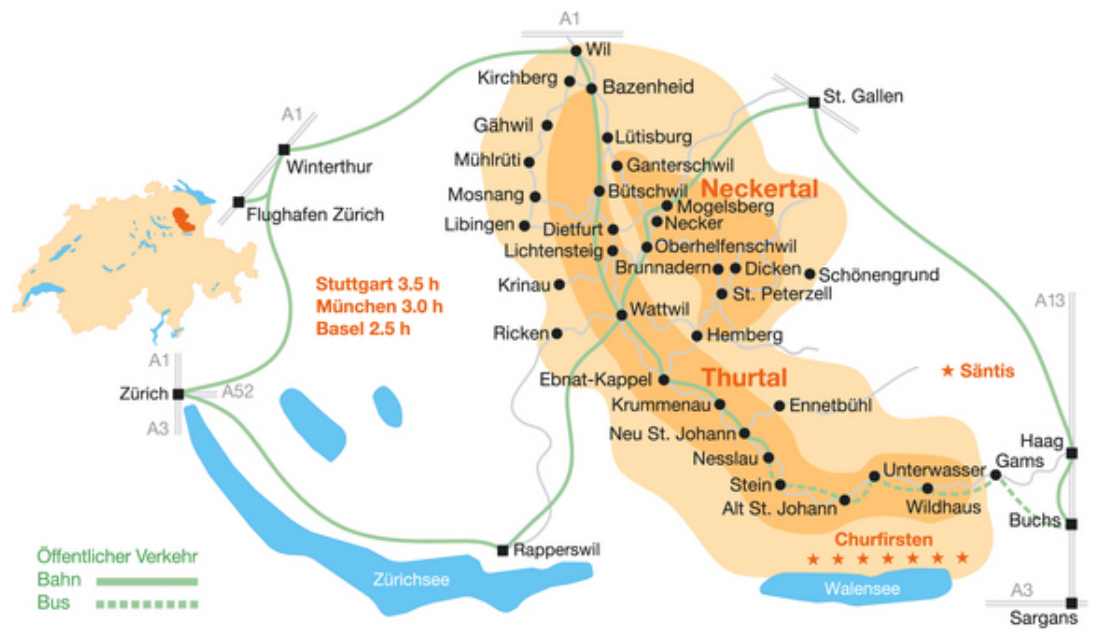 A1
Wil
Kirchberg
Bazenheid
St. Gallen
A1
Gähwil
Lütisburg
Winterthur
Mühlrüti
Ganterschwil
Mosnang
Bütschwil
Neckertal
Flughafen Zürich
Mogelsberg
Libingen
Dietfurt
Necker
Lichtensteig
Oberhelfenschwil
Brunnadern
Dicken
Schönengrund
Stuttgart 3.5 h
München 3.0 h
Basel 2.5 h
Krinau
St. Peterzell
A13
Wattwil
Ricken
Hemberg
A1
Säntis
Ebnat-Kappel
Thurtal
Zürich
A52
Krummenau
Ennetbühl
A3
Neu St. Johann
Haag
Nesslau
Gams
Unterwasser
Stein
Wildhaus
Alt St. Johann
Buchs
Churfirsten
Rapperswil
Öffentlicher Verkehr
Bahn
Bus
Zürichsee
Walensee
A3
Sargans